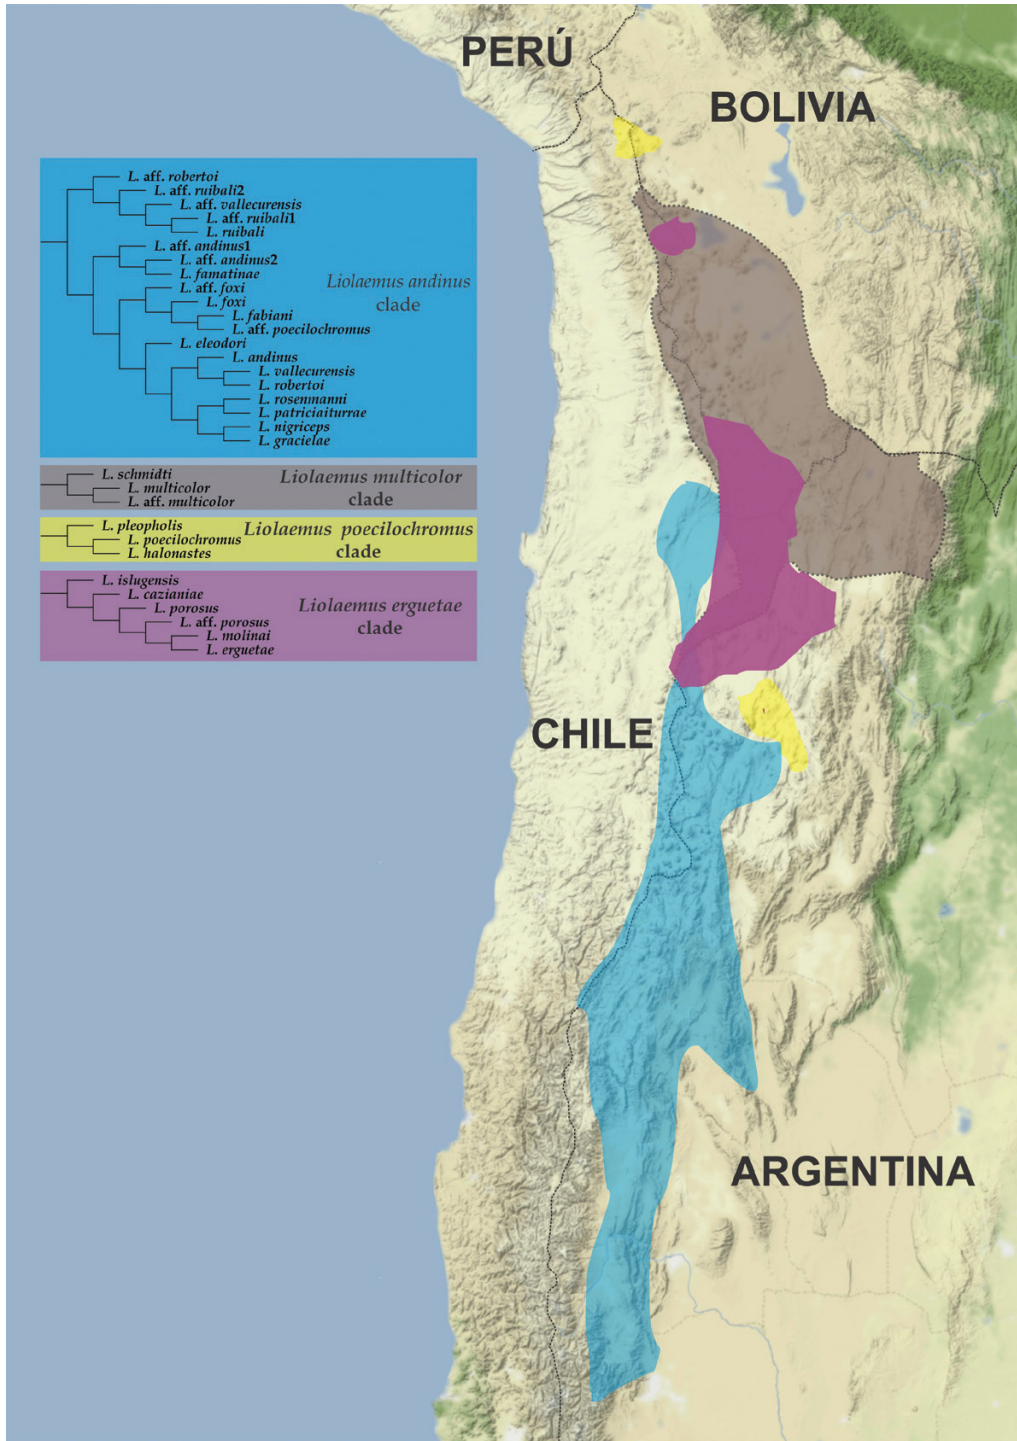 PERÚ
BOLIVIA
L. aff. robertoi
L. aff. ruibali2
L. aff. vallecurensis
L. aff. ruibali1
L. ruibali
L. aff. andinus1
L. aff. andinus2
L. famatinae
L. aff. foxi
L. foxi
L. fabiani
L. aff. poecilochromus
L. eleodori
L. andinus
L. vallecurensis
L. robertoi
L. rosenmanni
L. patriciaiturrae
L. nigriceps
L. gracielae
Liolaemus andinus
clade
L. schmidti
L. multicolor
L. aff. multicolor
Liolaemus multicolor
clade
L. pleopholis
L. poecilochromus
L. halonastes
Liolaemus poecilochromus
clade
L. islugensis
L. cazianiae
L. porosus
L. aff. porosus
L. molinai
L. erguetae
Liolaemus erguetae
clade
CHILE
ARGENTINA